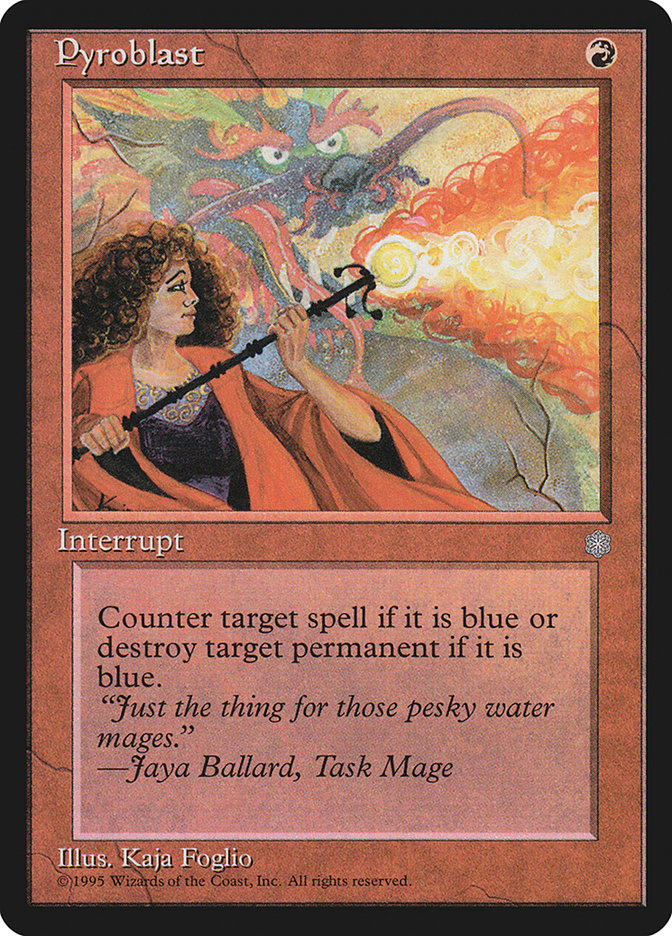 Pyroblast
Interrupt
Counter target spell if it is blue or
destroy target permanent if it is
blue.
“Just the thing for those pesky water
mages.”
—Jaya Ballard, Task Mage
Illus. Kaja Foglio
©1995 Wizards of the Coast, Inc. All rights reserved.